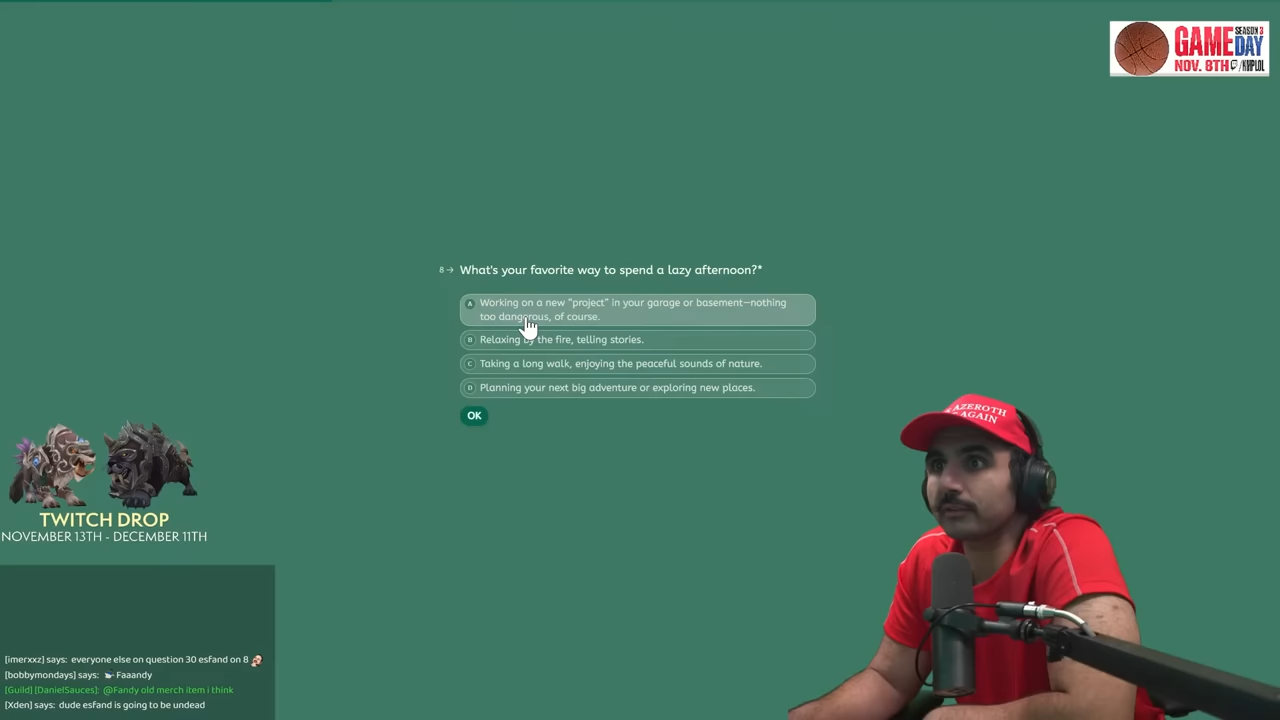 GAME
DAY
SEASON 3
NOV. 8TH
/KHPLOL
8→ What's your favorite way to spend a lazy afternoon?*
A Working on a new “project” in your garage or basement—nothing
too dangerous, of course.
B Relaxing by the fire, telling stories.
C Taking a long walk, enjoying the peaceful sounds of nature.
D Planning your next big adventure or exploring new places.
OK
AZEROTH
AGAIN
TWITCH DROP
NOVEMBER 13TH - DECEMBER 11TH
[imerxxz] says: everyone else on question 30 esfand on 8
[bobbymondays] says: Faaandy
[Guild] [DanielSauces]: @Fandy old merch item i think
[Xden] says: dude esfand is going to be undead